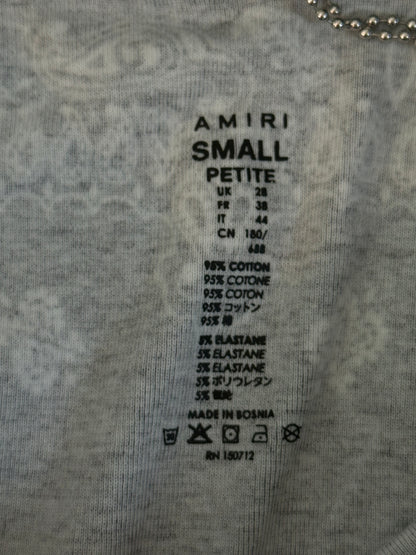 AMIRI
SMALL
PETITE
UK 28
FR 38
IT 44
CN 180/
68B
95% COTTON
95% COTONE
95% COTON
95% コットン
95% 棉
5% ELASTANE
5% ELASTANE
5% ELASTANE
5% ポリウレタン
5%
MADE IN BOSNIA
RN 150712